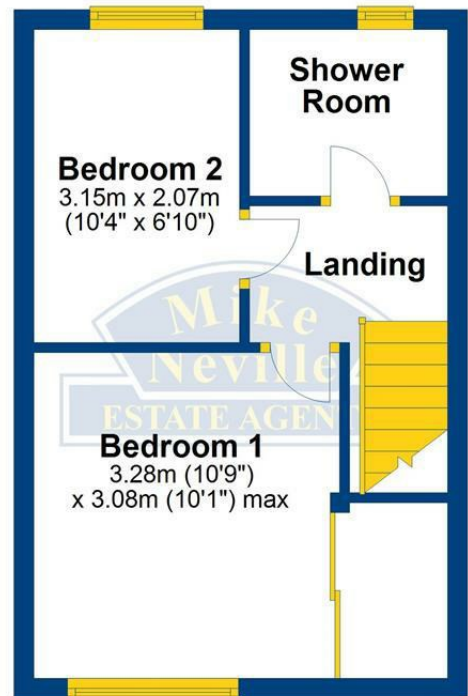 Shower
Room
Bedroom 2
3.15m x 2.07m
(10'4" x 6'10")
Landing
Mike
Neville
ESTATE AGENT
Bedroom 1
3.28m (10'9")
x 3.08m (10'1") max